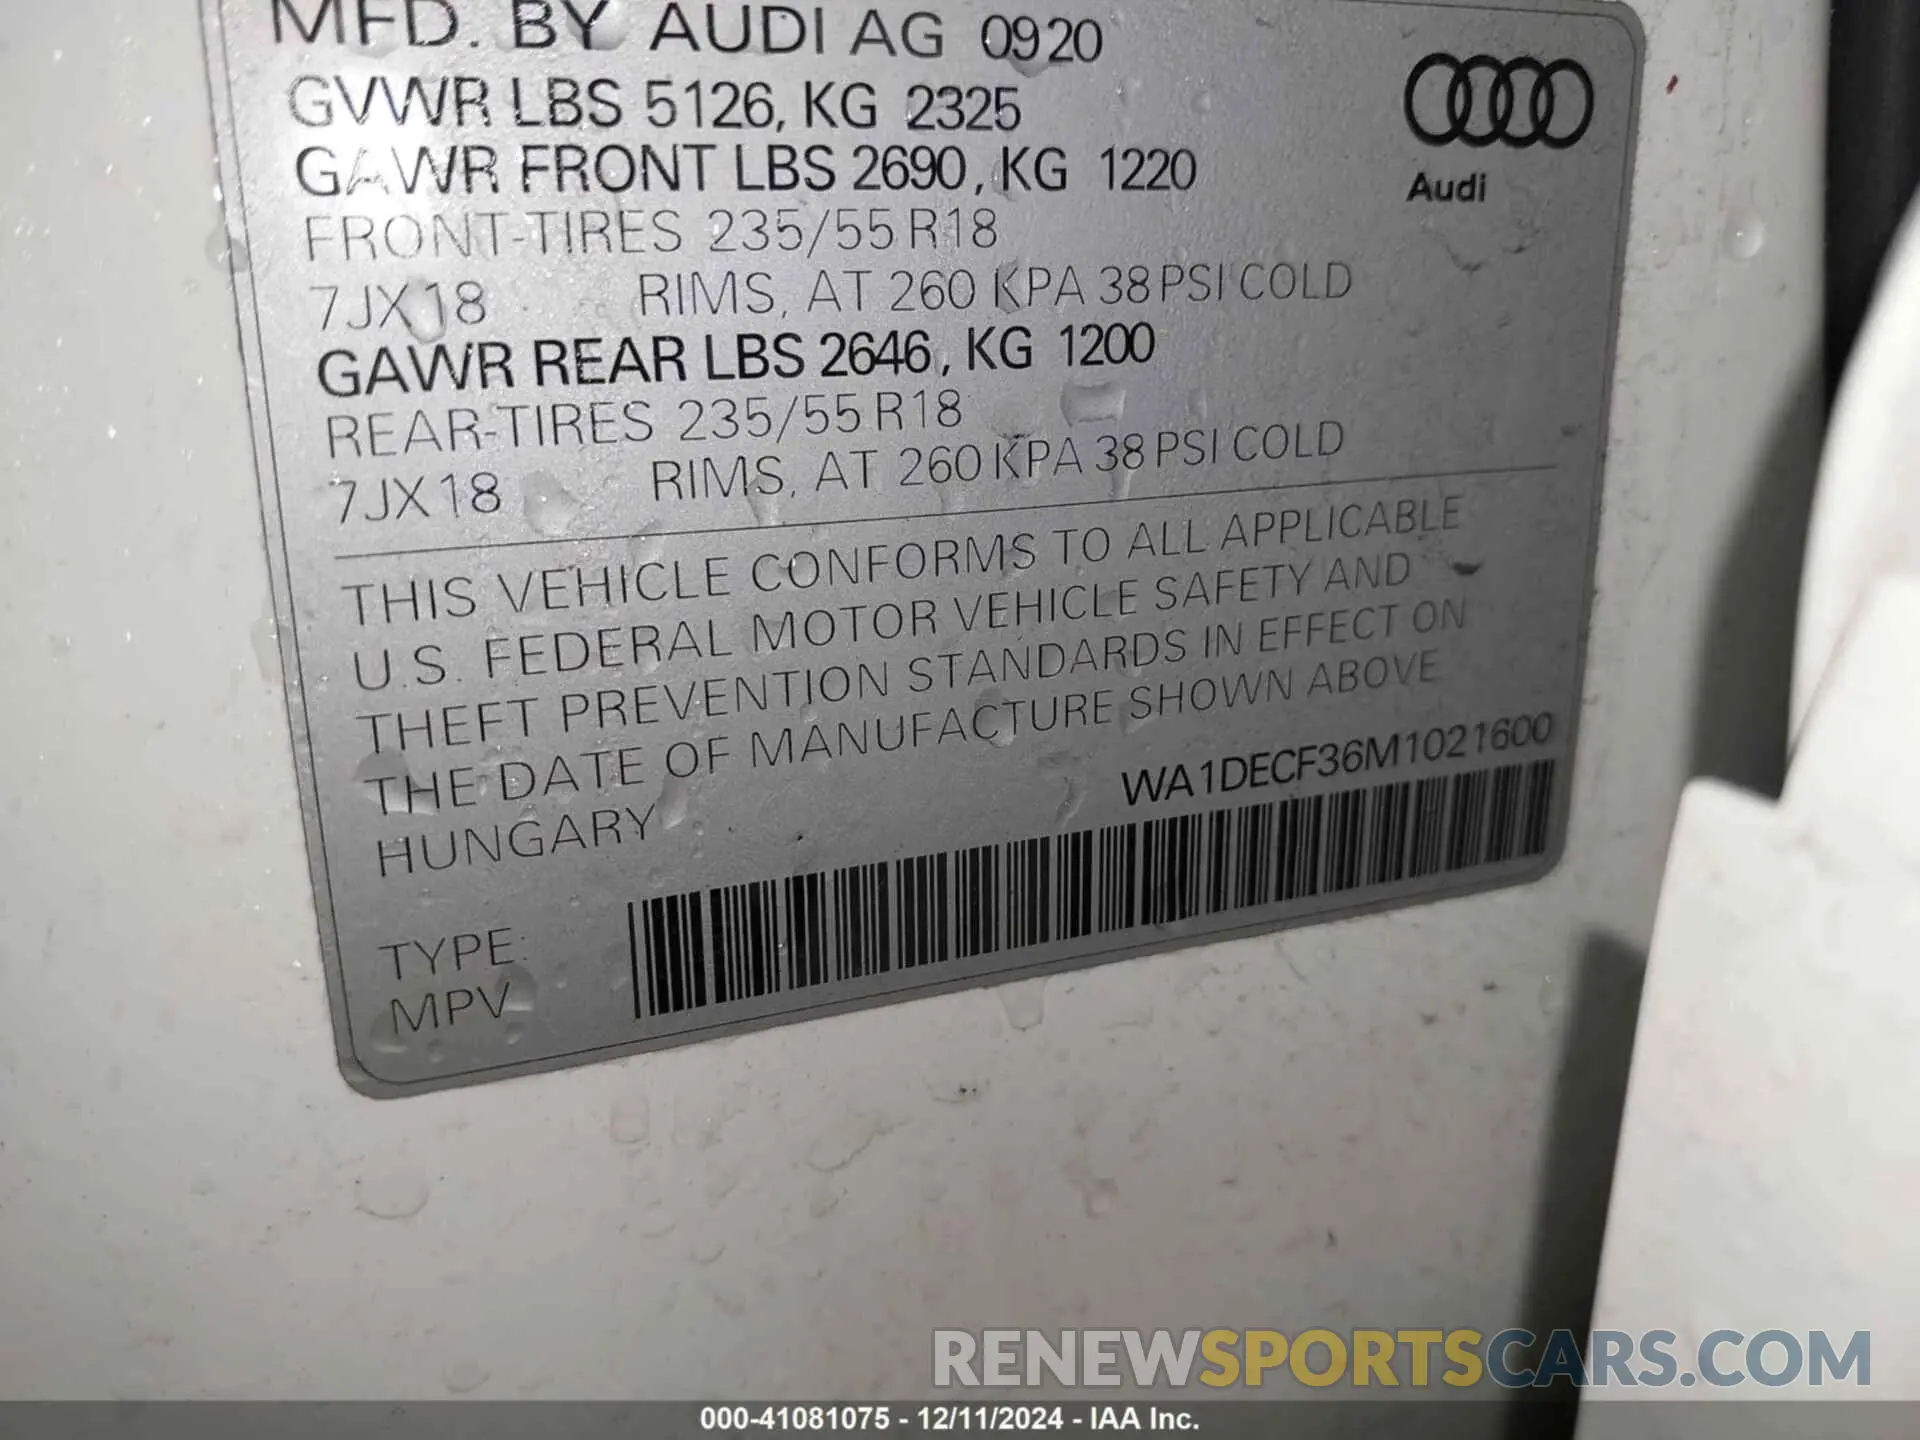 MFD. BY AUDI AG 0920
GVWR LBS 5126, KG 2325
GAWR FRONT LBS 2690, KG 1220
Audi
FRONT-TIRES 235/55 R18
7JX18 RIMS, AT 260 KPA 38 PSI COLD
GAWR REAR LBS 2646, KG 1200
REAR-TIRES 235/55 R18
7JX18 RIMS, AT 260 KPA 38 PSI COLD
THIS VEHICLE CONFORMS TO ALL APPLICABLE
U.S. FEDERAL MOTOR VEHICLE SAFETY AND
THEFT PREVENTION STANDARDS IN EFFECT ON
THE DATE OF MANUFACTURE SHOWN ABOVE
HUNGARY
WA1DECF36M1021600
TYPE:
MPV
RENEWSPORTSCARS.COM
000-41081075 - 12/11/2024 - IAA Inc.